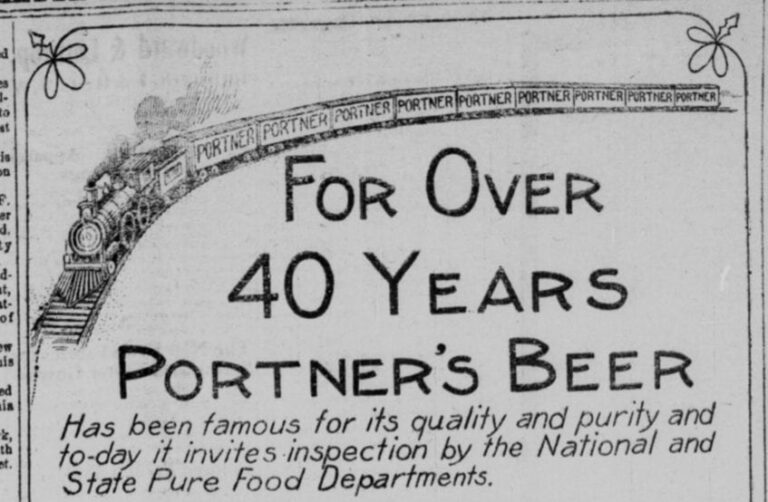 PORTNER PORTNER PORTNER PORTNER PORTNER PORTNER PORTNER PORTNER PORTNER
FOR OVER
40 YEARS
PORTNER'S BEER
Has been famous for its quality and purity and
to-day it invites inspection by the National and
State Pure Food Departments.